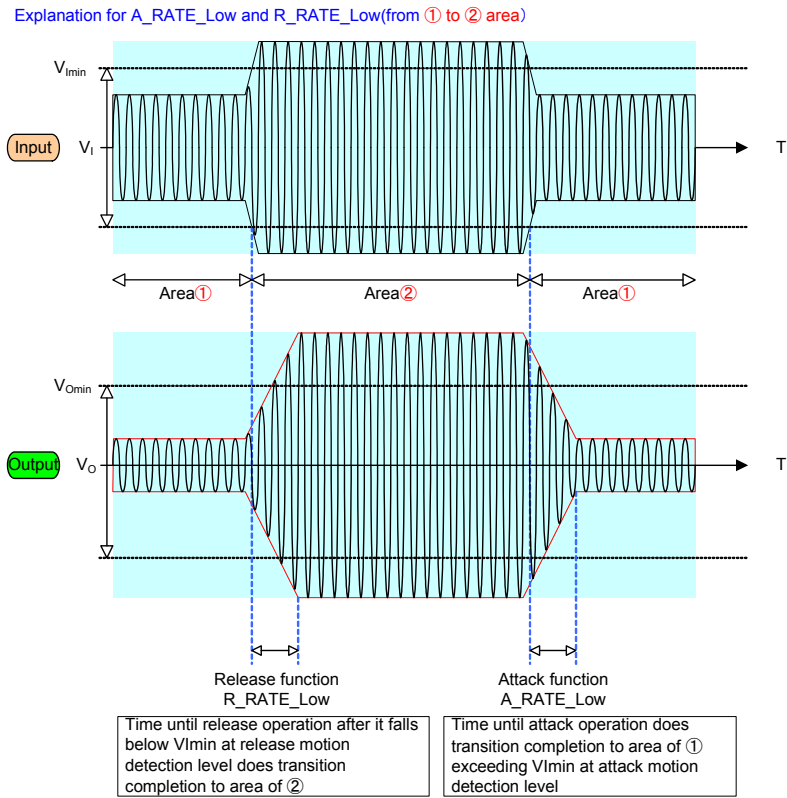 Explanation for A_RATE_Low and R_RATE_Low(from ① to ② area)
VImin
Input
VI
T
Area①
Area②
Area①
VOmin
Output
VO
T
Release function
R_RATE_Low
Attack function
A_RATE_Low
Time until release operation after it falls
below VImin at release motion
detection level does transition
completion to area of ②
Time until attack operation does
transition completion to area of ①
exceeding VImin at attack motion
detection level